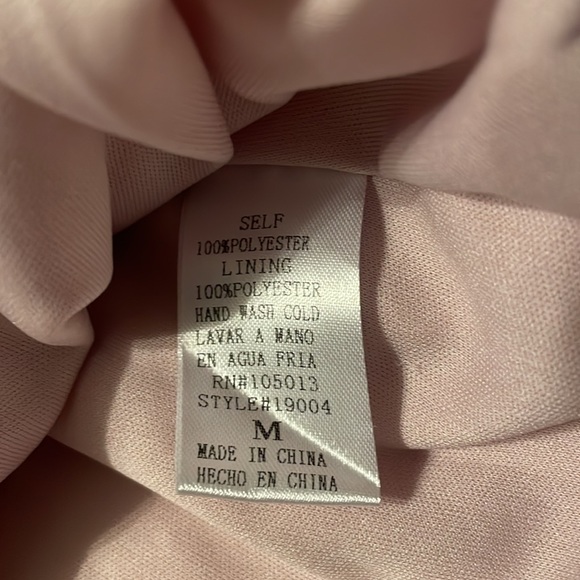 SELF
100%POLYESTER
LINING
100%POLYESTER
HAND WASH COLD
LAVAR A MANO
EN AGUA FRIA
RN#105013
STYLE#19004
M
MADE IN CHINA
HECHO EN CHINA